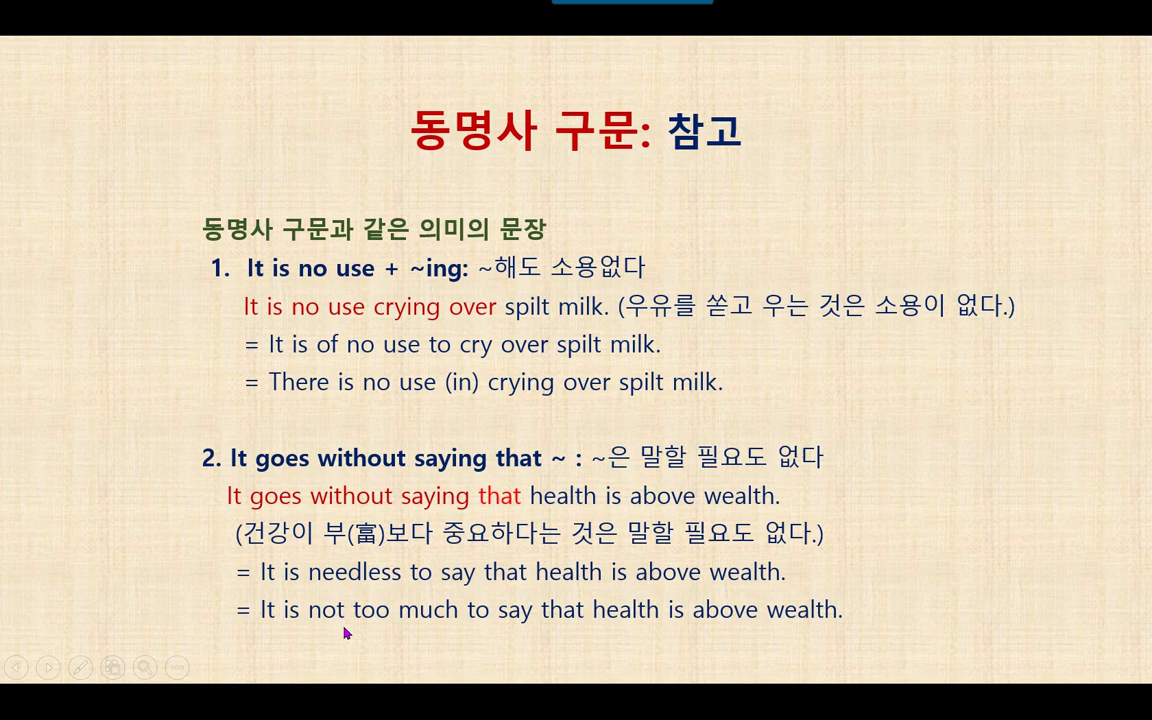 동명사 구문: 참고
동명사 구문과 같은 의미의 문장
1. It is no use + ~ing: ~해도 소용없다
It is no use crying over spilt milk. (우유를 쏟고 우는 것은 소용이 없다.)
= It is of no use to cry over spilt milk.
= There is no use (in) crying over spilt milk.
2. It goes without saying that ~ : ~은 말할 필요도 없다
It goes without saying that health is above wealth.
(건강이 부(富)보다 중요하다는 것은 말할 필요도 없다.)
= It is needless to say that health is above wealth.
= It is not too much to say that health is above wealth.